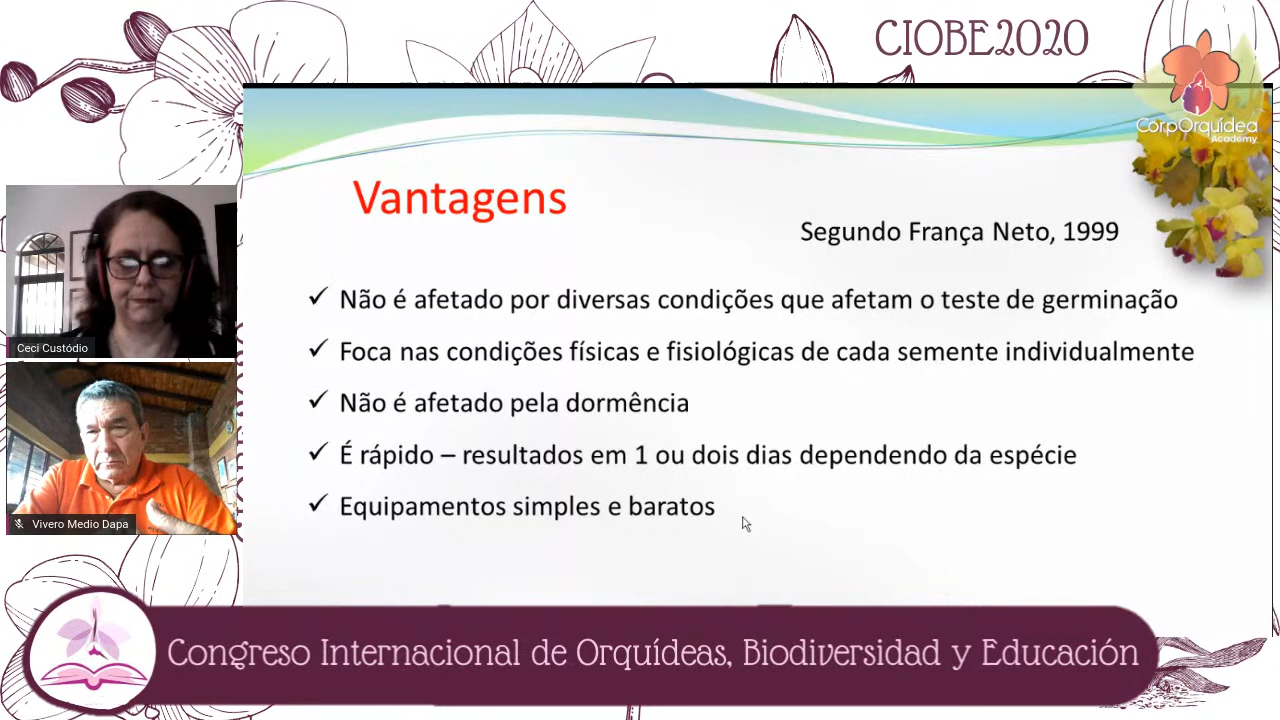 CIOBE2020
CorpOrquídea
Academy
Vantagens
Segundo França Neto, 1999
✓ Não é afetado por diversas condições que afetam o teste de germinação
✓ Foca nas condições físicas e fisiológicas de cada semente individualmente
✓ Não é afetado pela dormência
✓ É rápido – resultados em 1 ou dois dias dependendo da espécie
✓ Equipamentos simples e baratos
Ceci Custódio
Vivero Medio Dapa
Congreso Internacional de Orquídeas, Biodiversidad y Educación